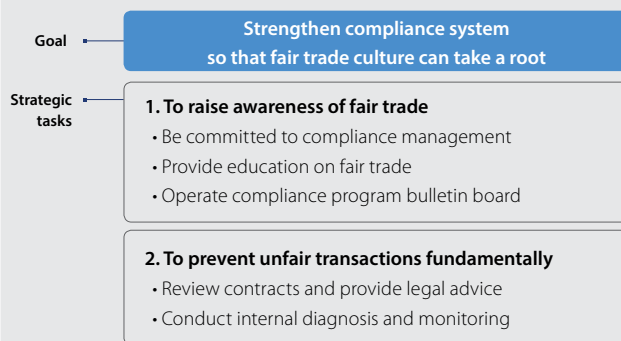 Goal
Strengthen compliance system
so that fair trade culture can take a root
Strategic
tasks
1. To raise awareness of fair trade
• Be committed to compliance management
• Provide education on fair trade
• Operate compliance program bulletin board
2. To prevent unfair transactions fundamentally
• Review contracts and provide legal advice
• Conduct internal diagnosis and monitoring